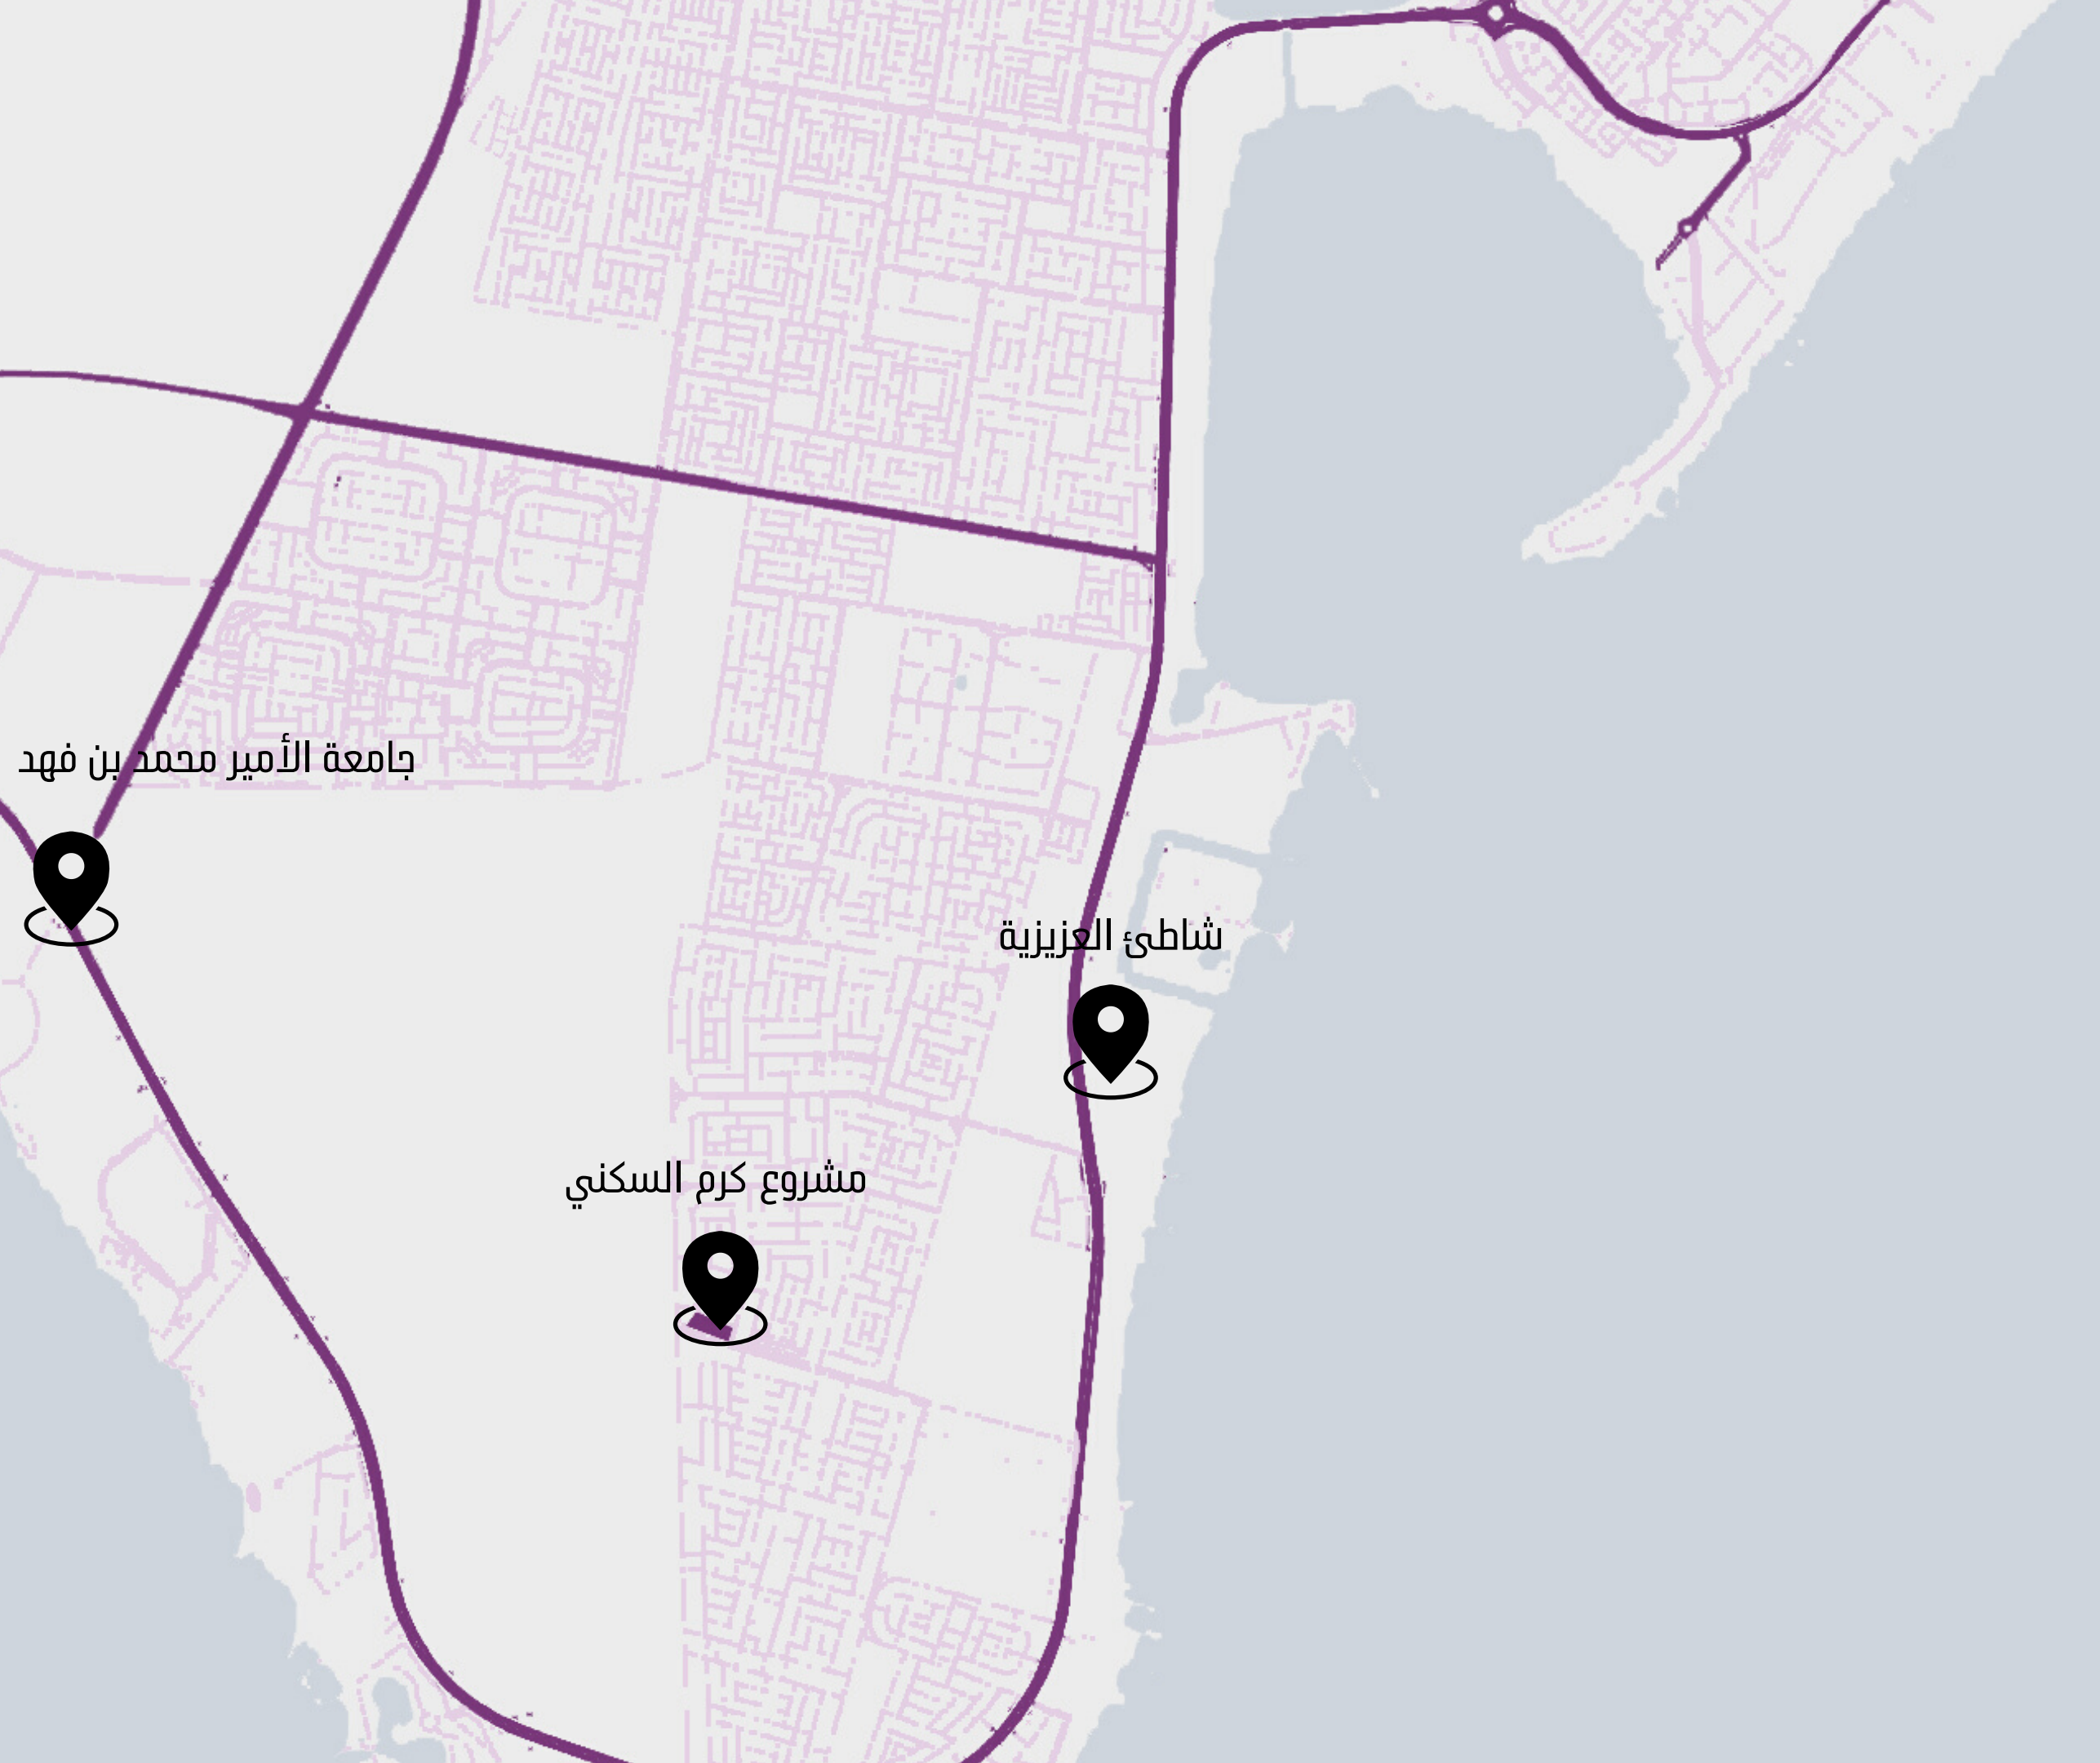 جامعة الأمير محمد بن فهد
شاطئ العزيزية
مشروع كرم السكني